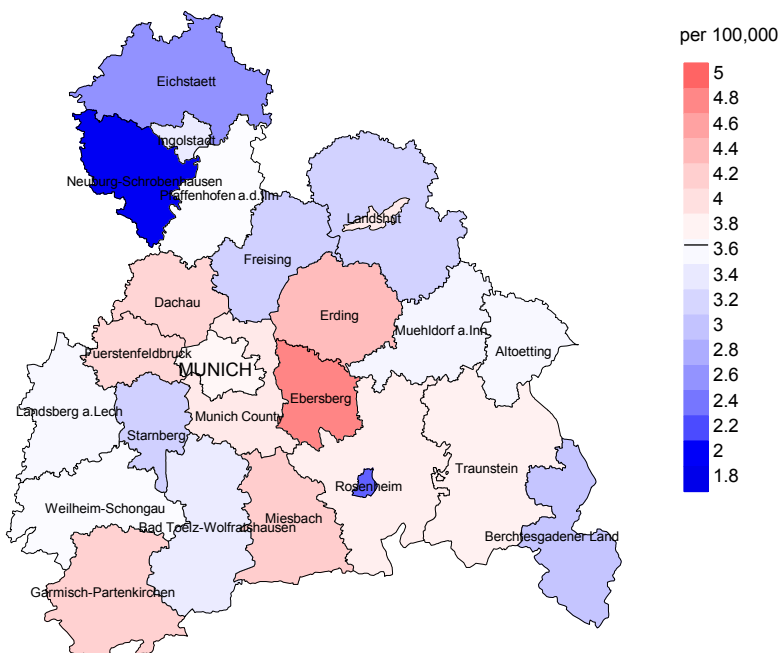 per 100,000
5
4.8
4.6
4.4
4.2
4
3.8
3.6
3.4
3.2
3
2.8
2.6
2.4
2.2
2
1.8
Eichstaett
Ingolstadt
Neuburg-Schrobenhausen
Pfaffenhofen a.d.Ilm
Landshut
Freising
Dachau
Erding
Muehldorf a.Inn
Altoetting
Fuerstenfeldbruck
MUNICH
Ebersberg
Landsberg a.Lech
Munich County
Starnberg
Traunstein
Rosenheim
Weilheim-Schongau
Miesbach
Bad Toelz-Wolfratshausen
Berchtesgadener Land
Garmisch-Partenkirchen